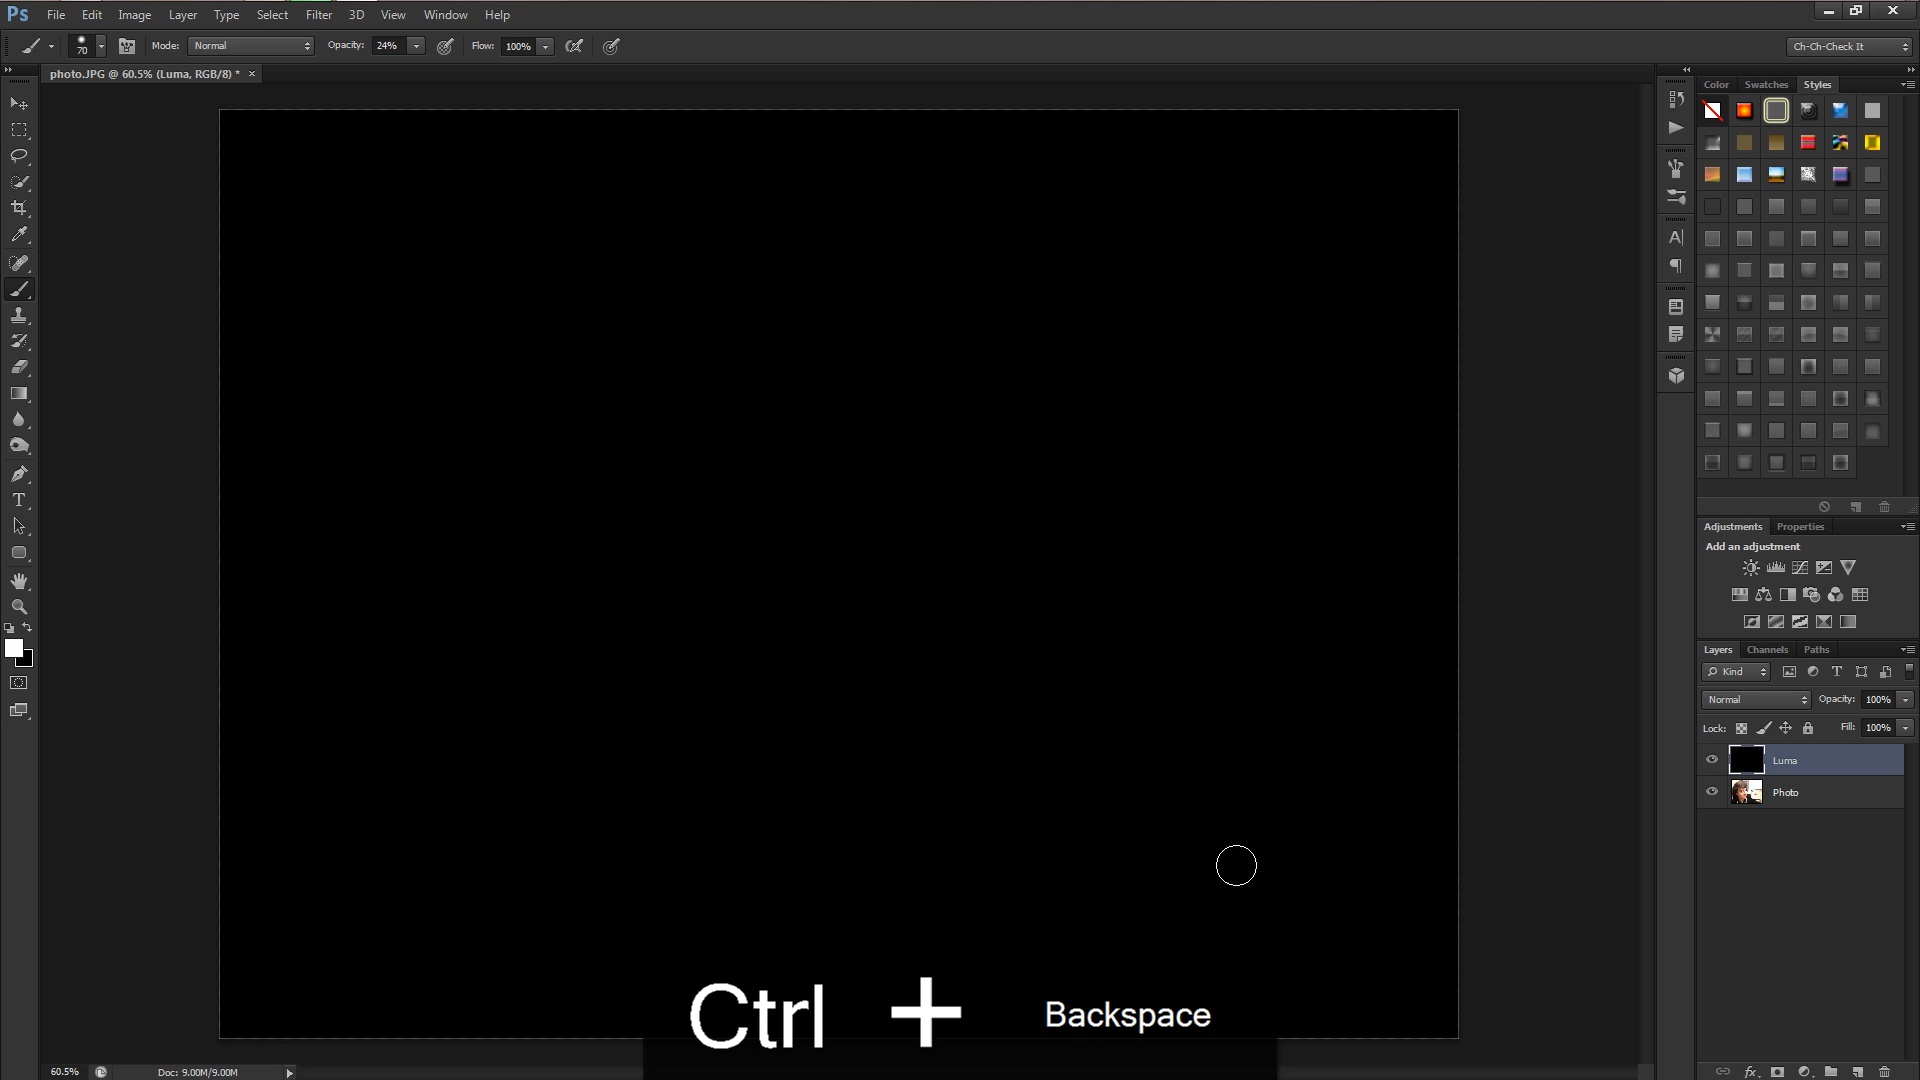 Ps File Edit Image Layer Type Select Filter 3D View Window Help
70 Mode: Normal Opacity: 24% Flow: 100% Ch-Ch-Check It
photo.JPG @ 60.5% (Luma, RGB/8) * ×
Color Swatches Styles
Adjustments Properties
Add an adjustment
Layers Channels Paths
Kind
Normal Opacity: 100%
Lock: Fill: 100%
Luma
Photo
Ctrl + Backspace
60.5% Doc: 9.00M/9.00M